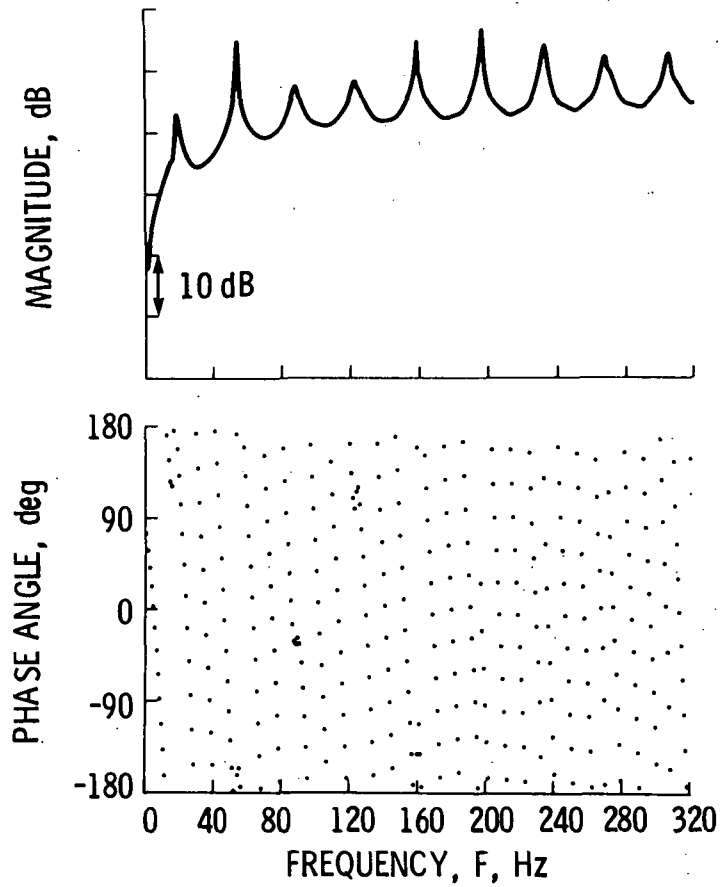 MAGNITUDE, dB
10 dB
PHASE ANGLE, deg
180
90
0
-90
-180
0 40 80 120 160 200 240 280 320
FREQUENCY, F, Hz